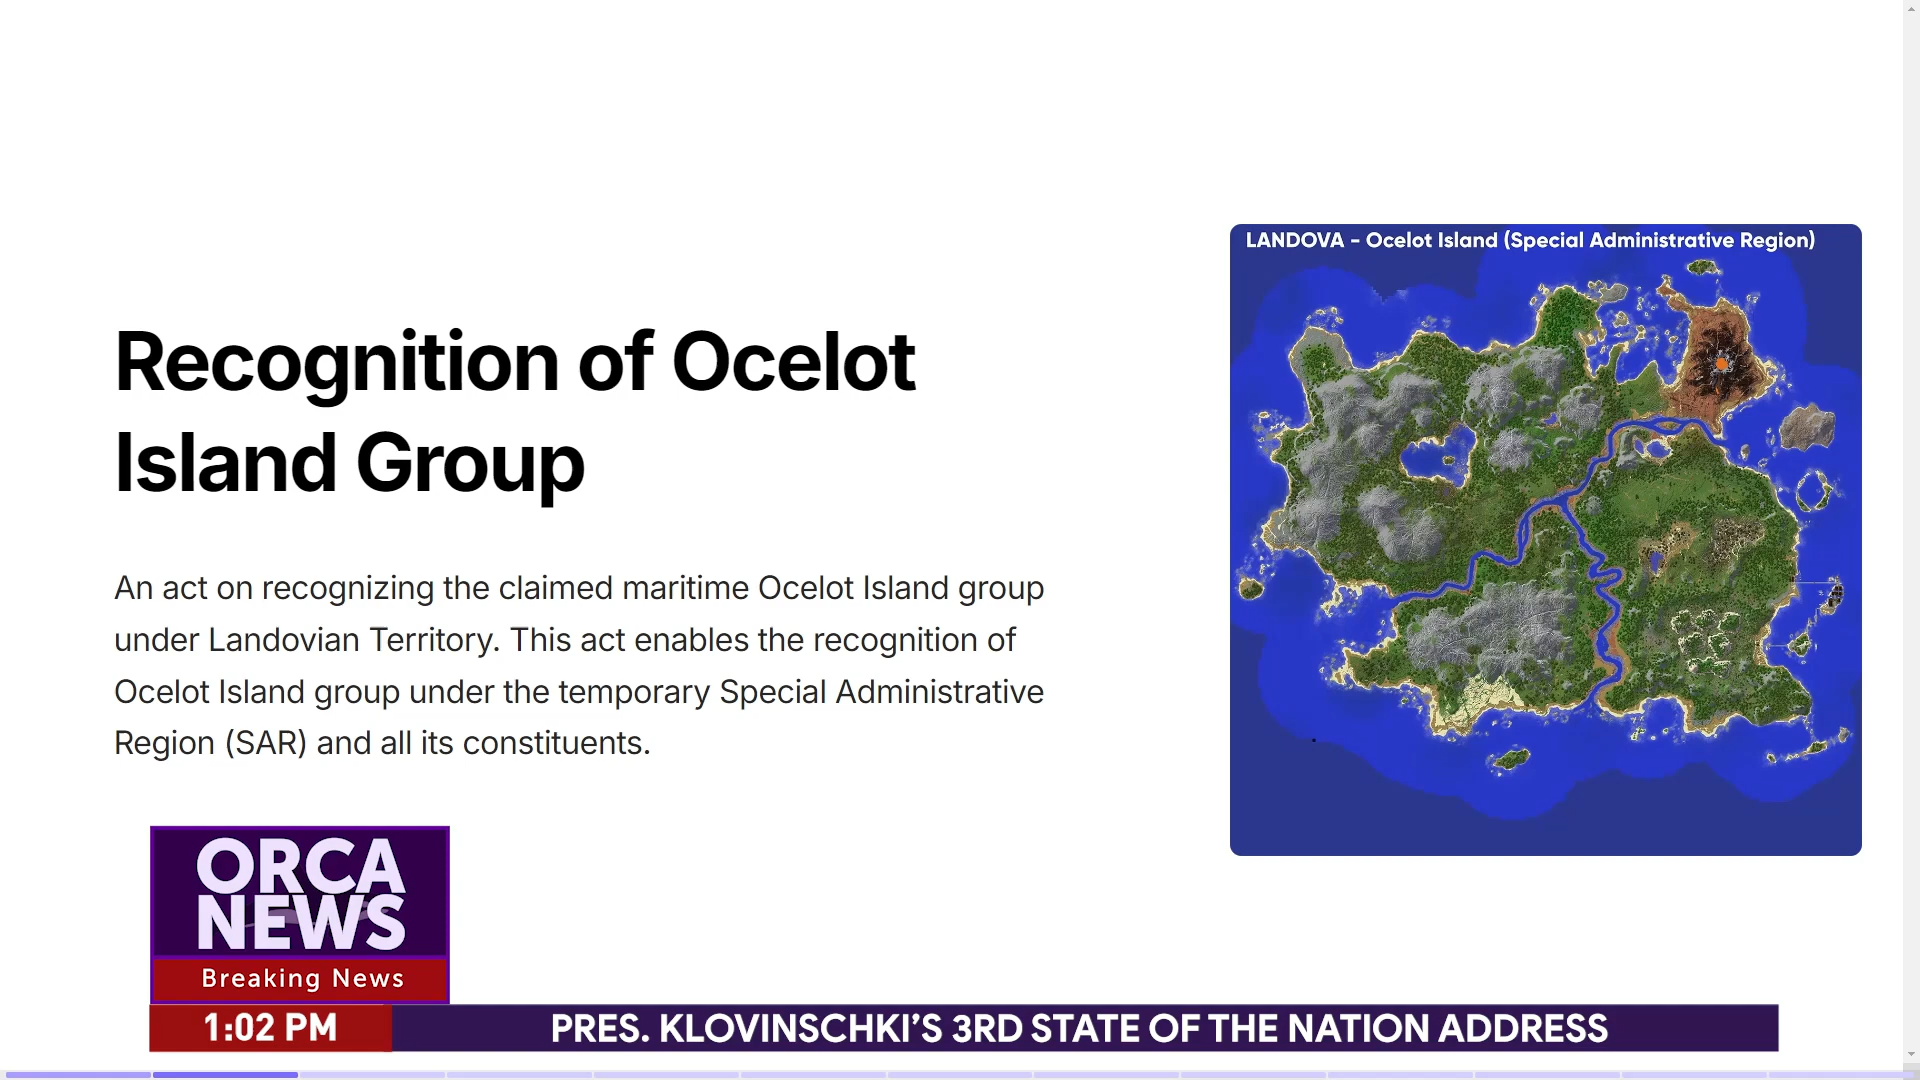 LANDOVA - Ocelot Island (Special Administrative Region)
Recognition of Ocelot
Island Group
An act on recognizing the claimed maritime Ocelot Island group
under Landovian Territory. This act enables the recognition of
Ocelot Island group under the temporary Special Administrative
Region (SAR) and all its constituents.
ORCA
NEWS
Breaking News
1:02 PM
PRES. KLOVINSCHKI’S 3RD STATE OF THE NATION ADDRESS